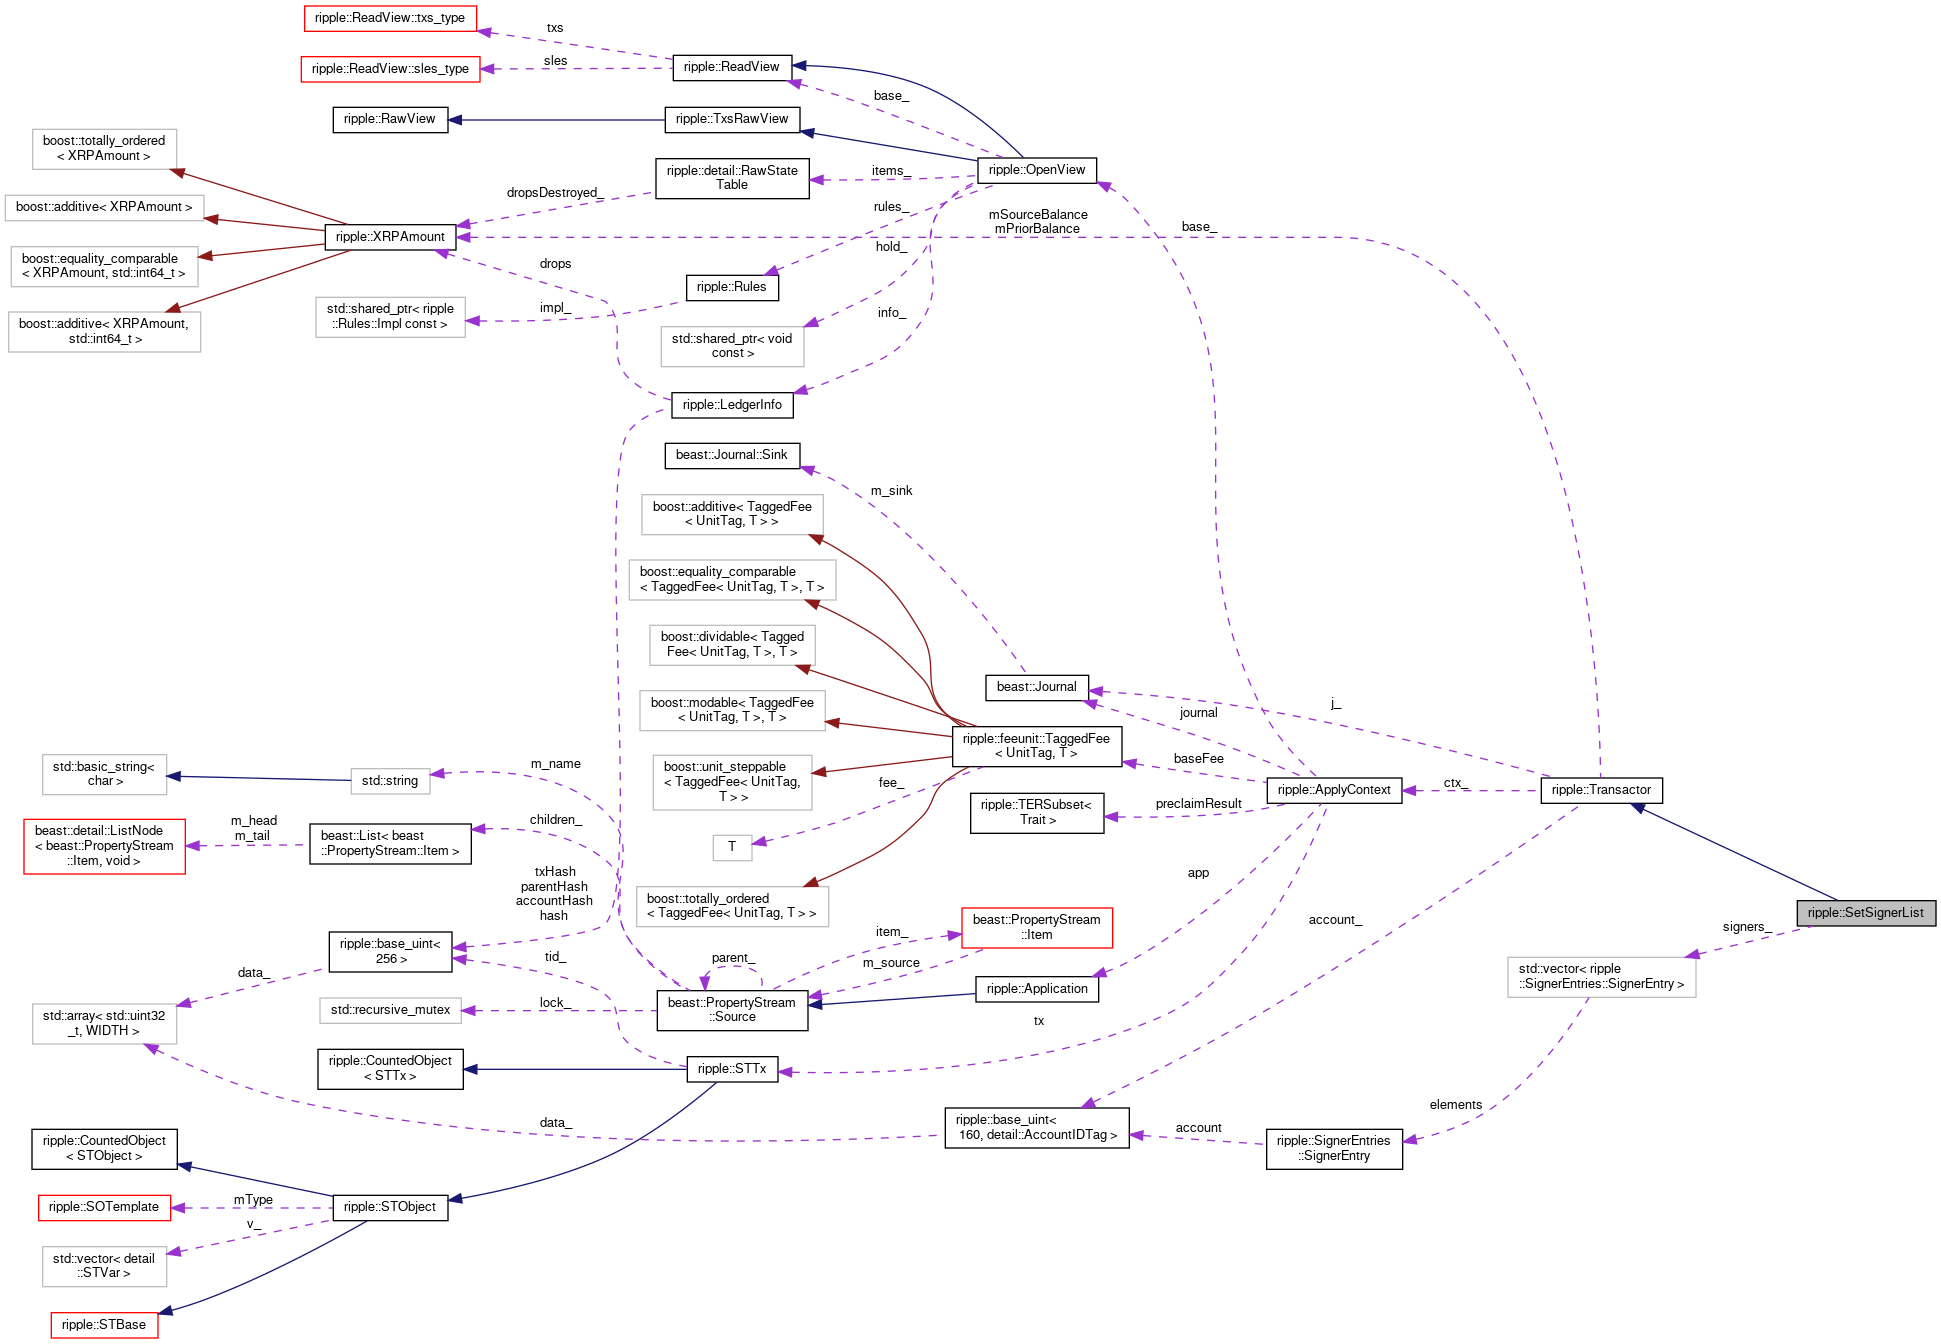 ripple::ReadView::txs_type
txs
ripple::ReadView::sles_type
sles
ripple::ReadView
base_
ripple::RawView
ripple::TxsRawView
boost::totally_ordered
< XRPAmount >
ripple::detail::RawState
Table
items_
ripple::OpenView
dropsDestroyed_
boost::additive< XRPAmount >
rules_
mSourceBalance
mPriorBalance
base_
ripple::XRPAmount
hold_
boost::equality_comparable
< XRPAmount, std::int64_t >
drops
ripple::Rules
std::shared_ptr< ripple
::Rules::Impl const >
impl_
info_
boost::additive< XRPAmount,
std::int64_t >
std::shared_ptr< void
const >
ripple::LedgerInfo
beast::Journal::Sink
m_sink
boost::additive< TaggedFee
< UnitTag, T > >
boost::equality_comparable
< TaggedFee< UnitTag, T >, T >
boost::dividable< Tagged
Fee< UnitTag, T >, T >
beast::Journal
j_
journal
boost::modable< TaggedFee
< UnitTag, T >, T >
ripple::feeunit::TaggedFee
< UnitTag, T >
baseFee
std::basic_string<
char >
std::string
m_name
boost::unit_steppable
< TaggedFee< UnitTag,
T > >
fee_
ripple::TERSubset<
Trait >
preclaimResult
ripple::ApplyContext
ctx_
ripple::Transactor
beast::detail::ListNode
< beast::PropertyStream
::Item, void >
m_head
m_tail
beast::List< beast
::PropertyStream::Item >
children_
T
txHash
parentHash
accountHash
hash
boost::totally_ordered
< TaggedFee< UnitTag, T > >
app
account_
ripple::SetSignerList
signers_
beast::PropertyStream
::Item
item_
m_source
ripple::base_uint<
256 >
tid_
parent_
data_
std::vector< ripple
::SignerEntries::SignerEntry >
ripple::Application
beast::PropertyStream
::Source
std::array< std::uint32
_t, WIDTH >
std::recursive_mutex
lock_
tx
ripple::CountedObject
< STTx >
ripple::STTx
data_
ripple::base_uint<
160, detail::AccountIDTag >
account
elements
ripple::SignerEntries
::SignerEntry
ripple::CountedObject
< STObject >
ripple::SOTemplate
mType
ripple::STObject
v_
std::vector< detail
::STVar >
ripple::STBase